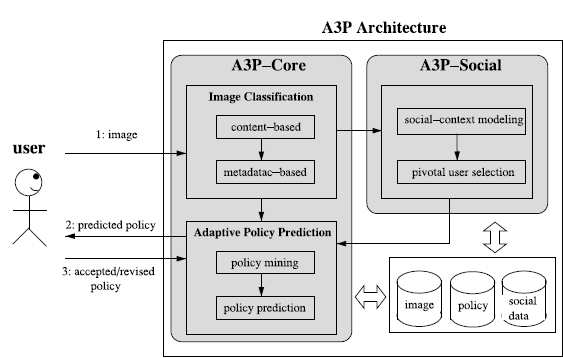 A3P Architecture
A3P–Core
A3P–Social
Image Classification
content–based
metadatac–based
social–context modeling
pivotal user selection
1: image
user
2: predicted policy
3: accepted/revised
policy
Adaptive Policy Prediction
policy mining
policy prediction
image
policy
social
data